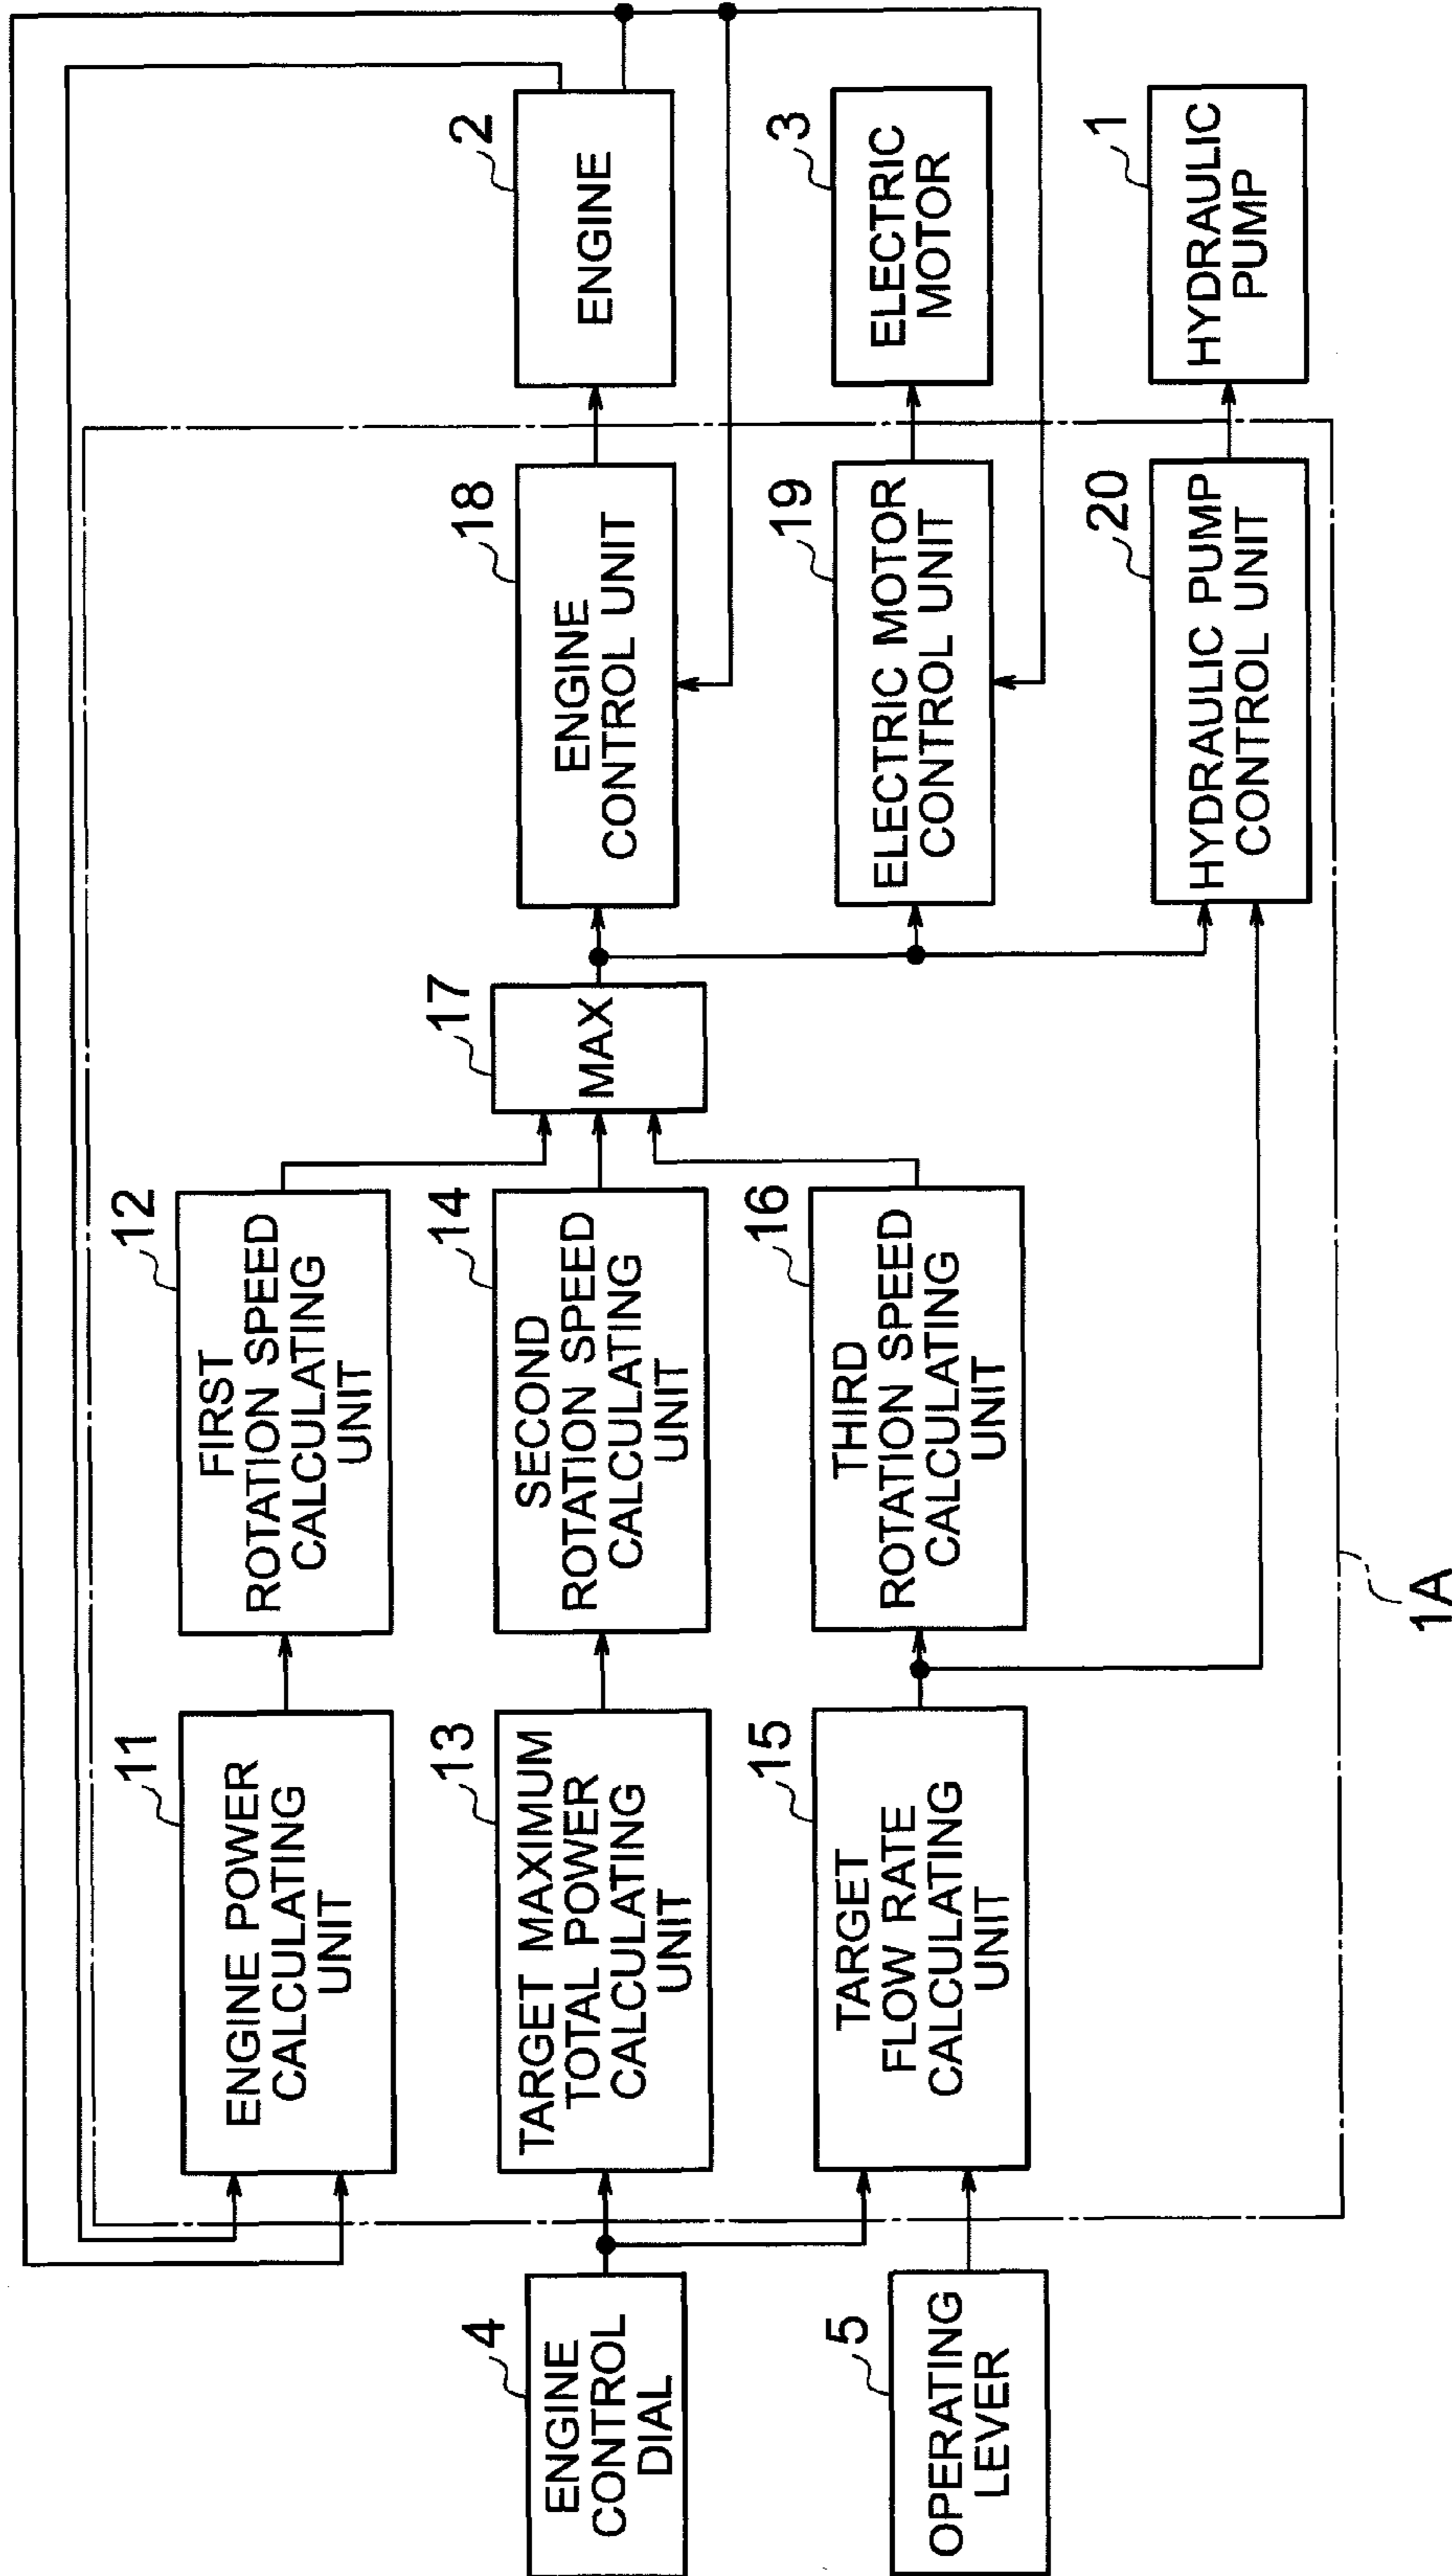 4
ENGINE
CONTROL
DIAL
5
OPERATING
LEVER
11
ENGINE POWER
CALCULATING
UNIT
13
TARGET MAXIMUM
TOTAL POWER
CALCULATING
UNIT
15
TARGET
FLOW RATE
CALCULATING
UNIT
12
FIRST
ROTATION SPEED
CALCULATING
UNIT
14
SECOND
ROTATION SPEED
CALCULATING
UNIT
16
THIRD
ROTATION SPEED
CALCULATING
UNIT
17
MAX
18
ENGINE
CONTROL UNIT
19
ELECTRIC MOTOR
CONTROL UNIT
20
HYDRAULIC PUMP
CONTROL UNIT
2
ENGINE
3
ELECTRIC
MOTOR
1
HYDRAULIC
PUMP
1A